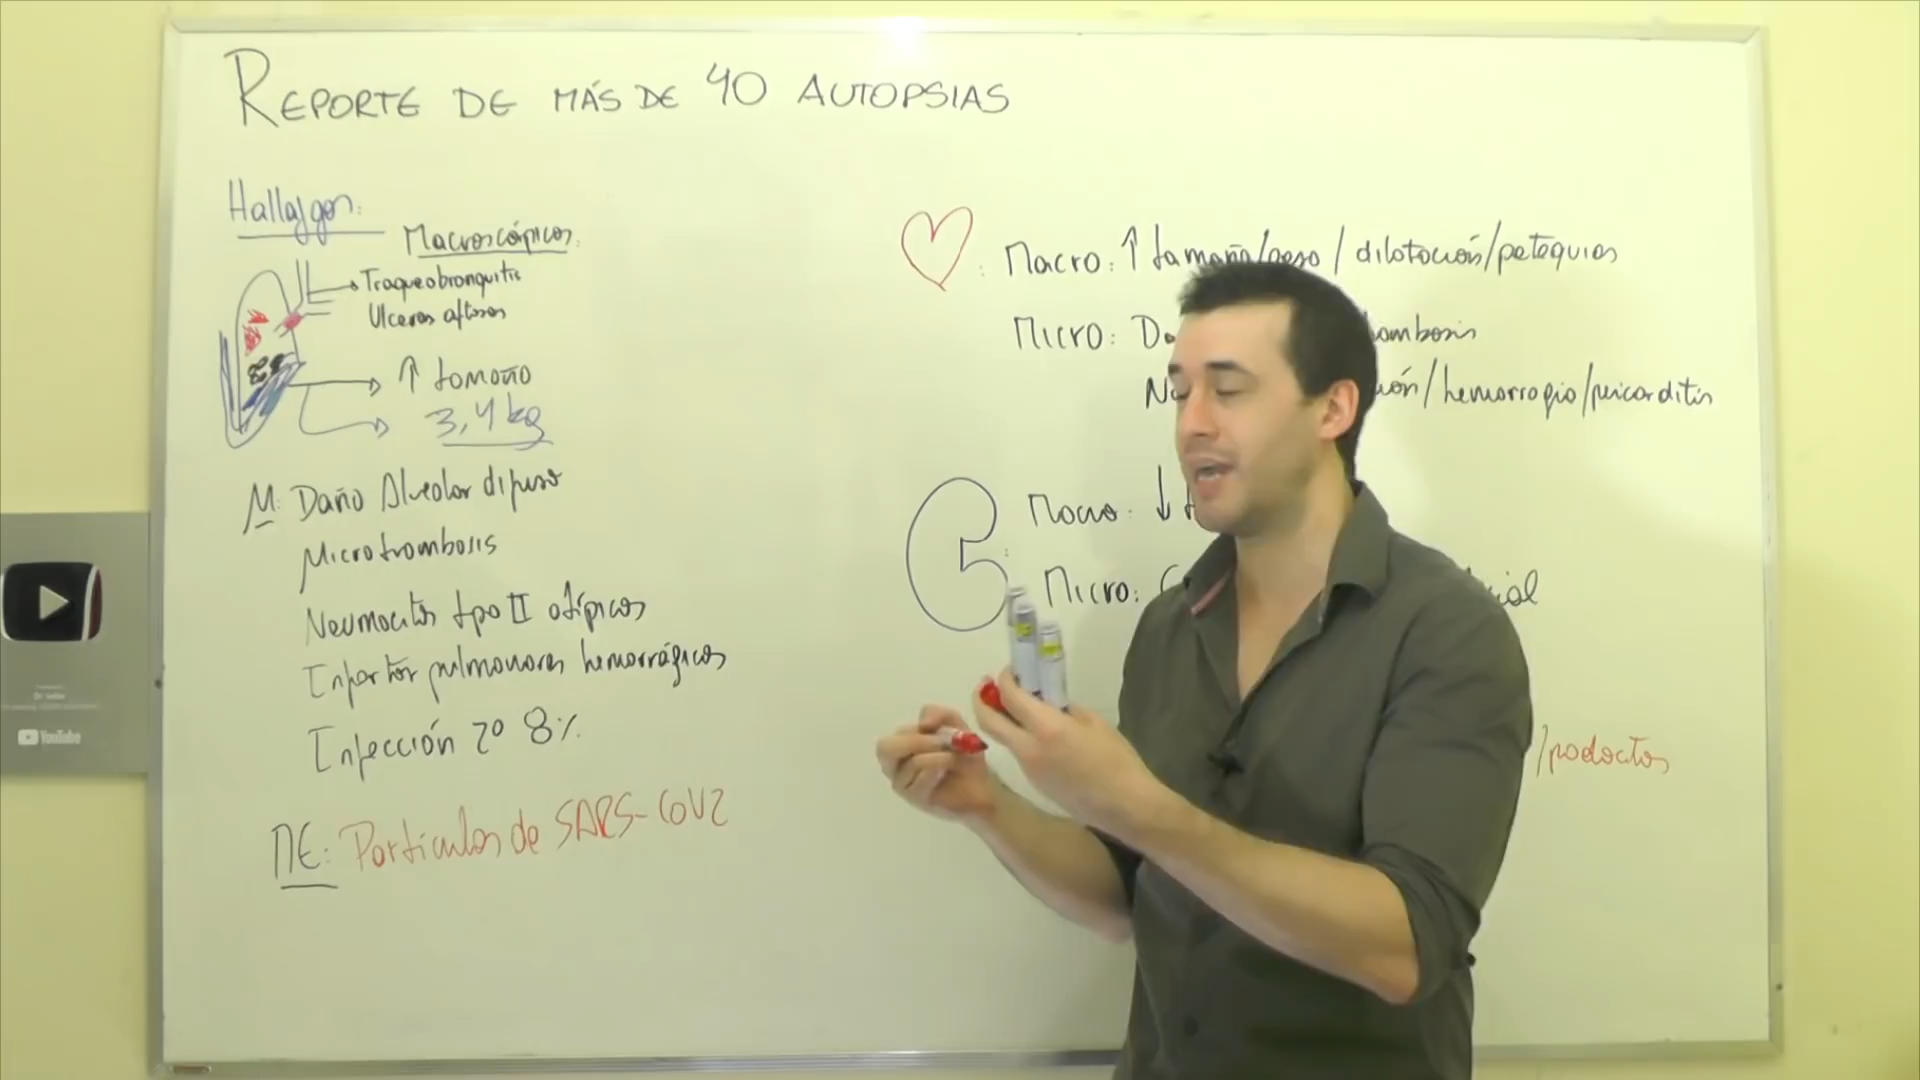 REPORTE DE MÁS DE 40 AUTOPSIAS
Hallazgos:
Macroscópicos:
Traqueobronquitis
Ulceras aftosas
↑ tamaño
3,4 kg
M: Daño Alveolar difuso
Microtrombosis
Neumocitos tipo II atípicos
Infartos pulmonares hemorrágicos
Infección 2º 8%
ME: Particulas de SARS-CoV2
: Macro: ↑ tamaño/peso / dilatación/petequias
Micro:
/hemorragia/pericarditis
: Macro: ↓
Micro:
/podocitos
YouTube